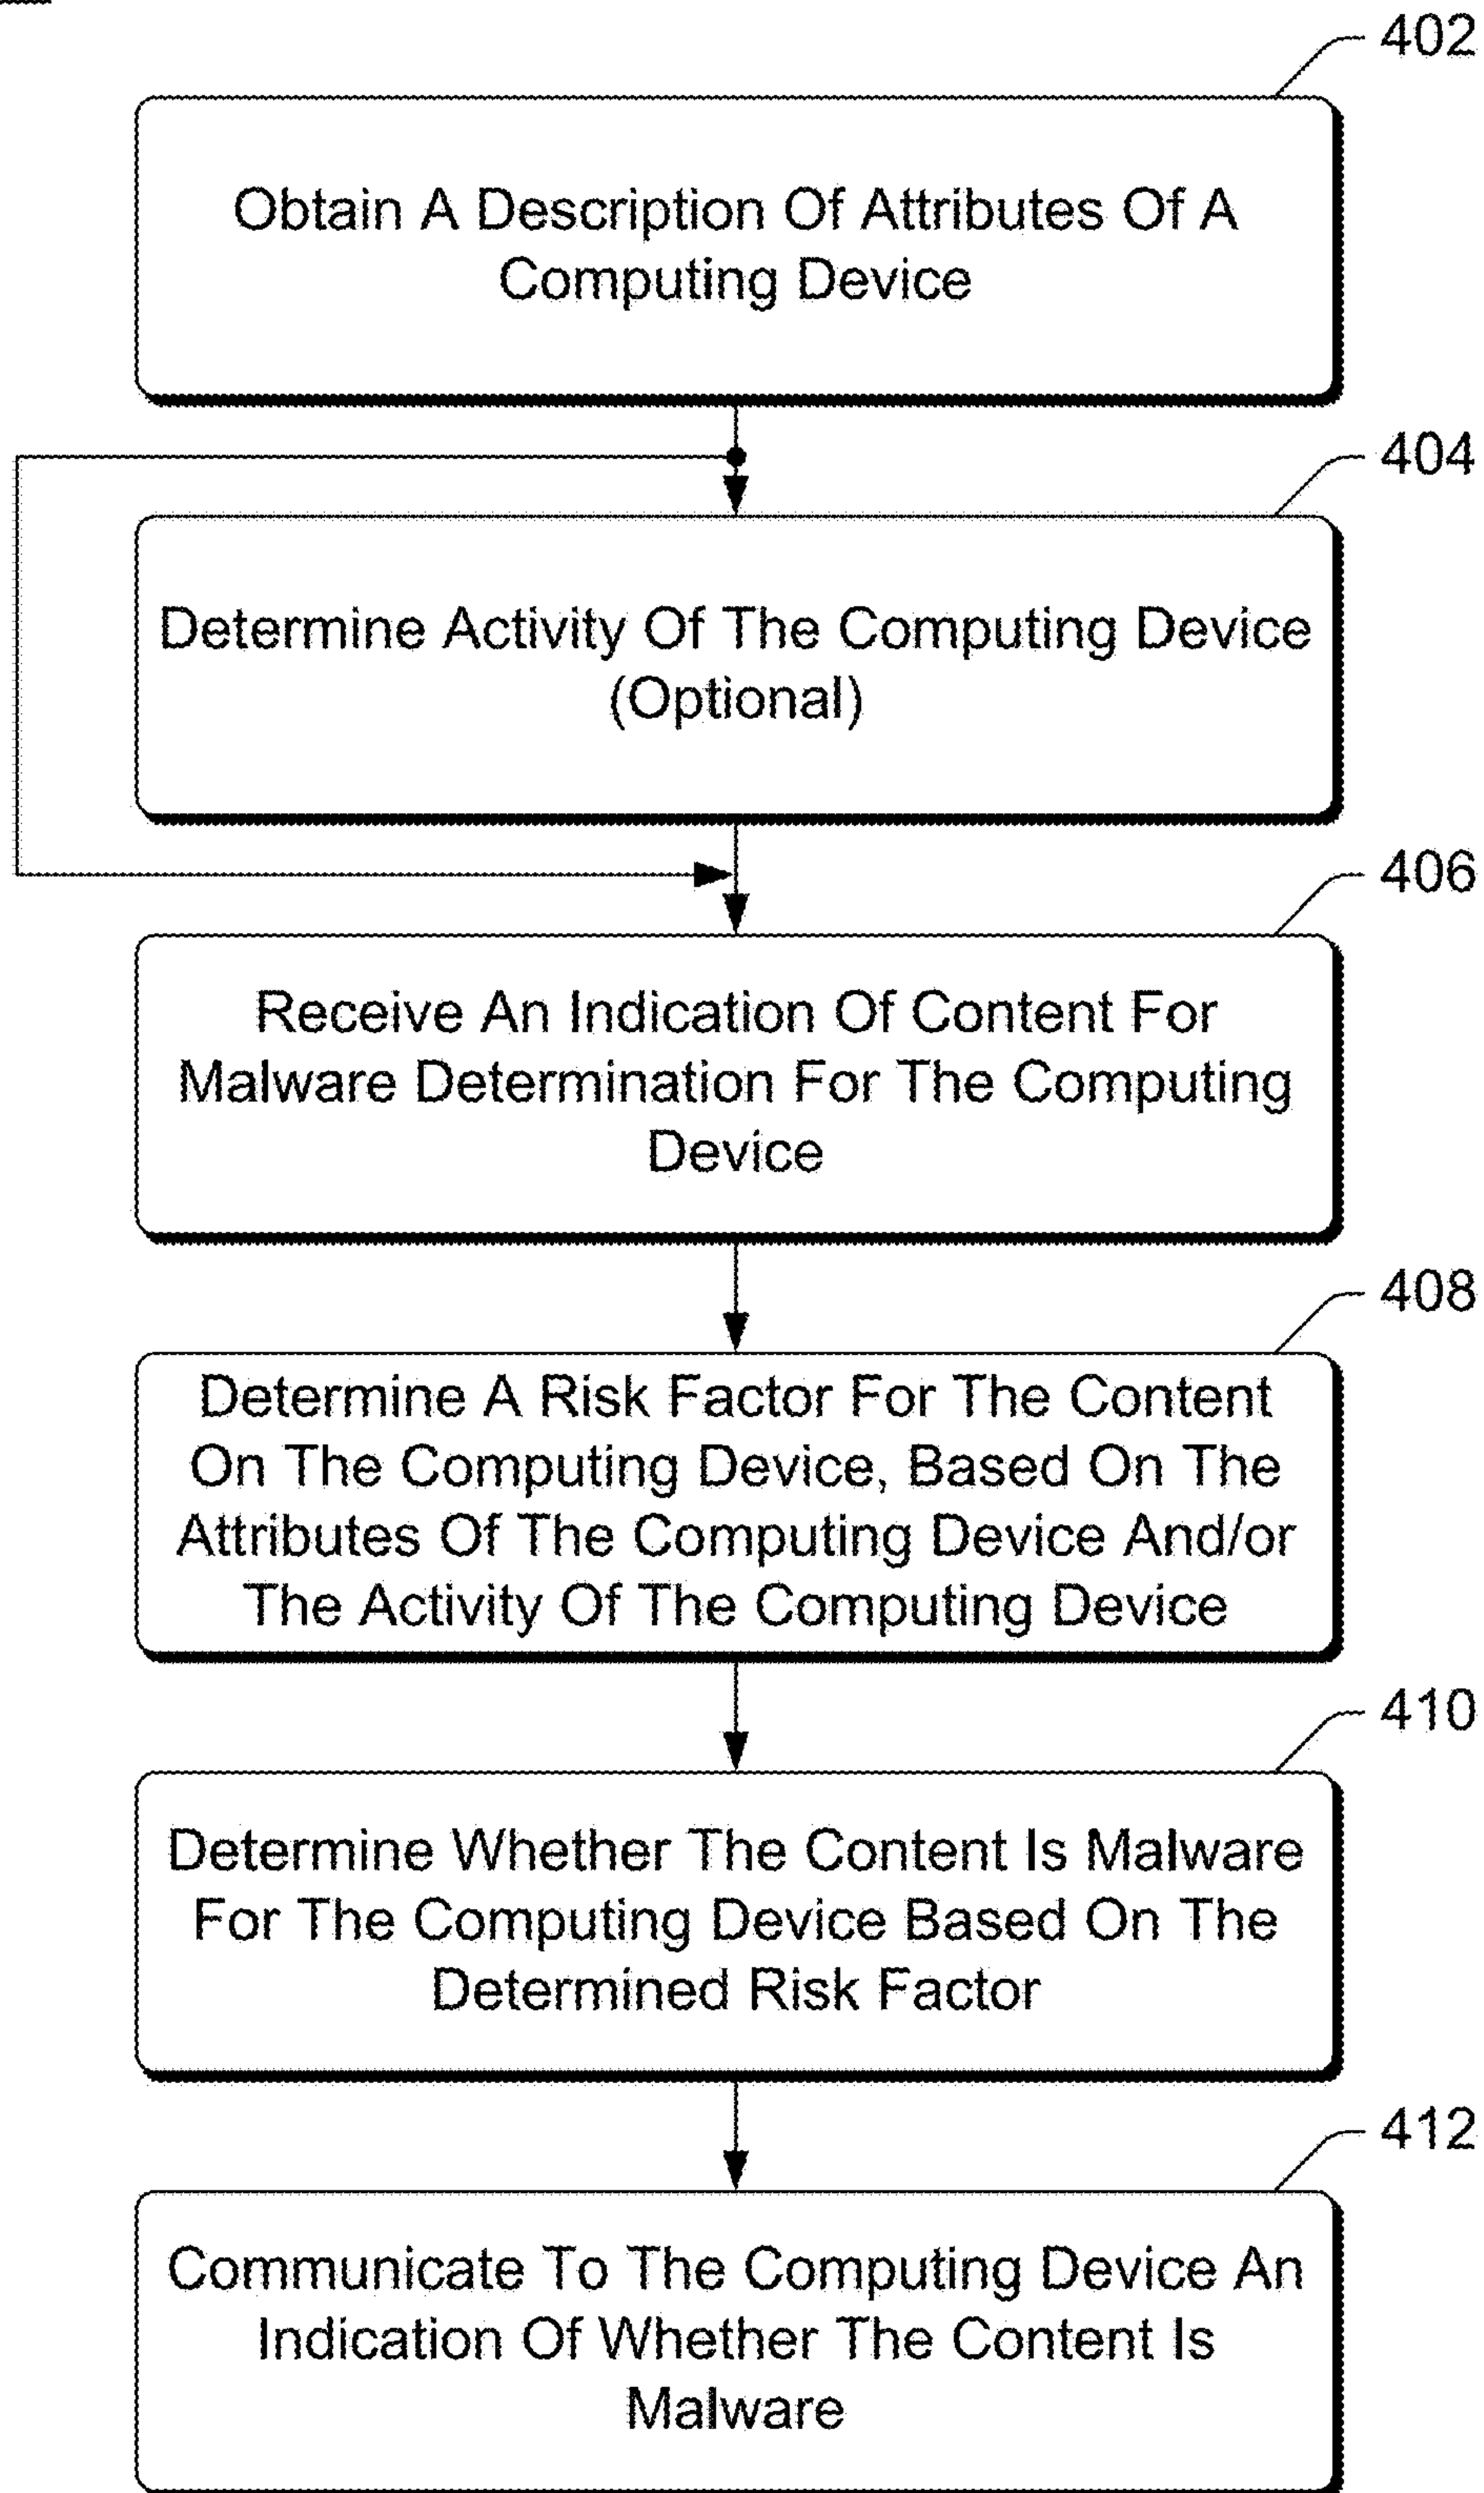 402
Obtain A Description Of Attributes Of A
Computing Device
404
Determine Activity Of The Computing Device
(Optional)
406
Receive An Indication Of Content For
Malware Determination For The Computing
Device
408
Determine A Risk Factor For The Content
On The Computing Device, Based On The
Attributes Of The Computing Device And/or
The Activity Of The Computing Device
410
Determine Whether The Content Is Malware
For The Computing Device Based On The
Determined Risk Factor
412
Communicate To The Computing Device An
Indication Of Whether The Content Is
Malware